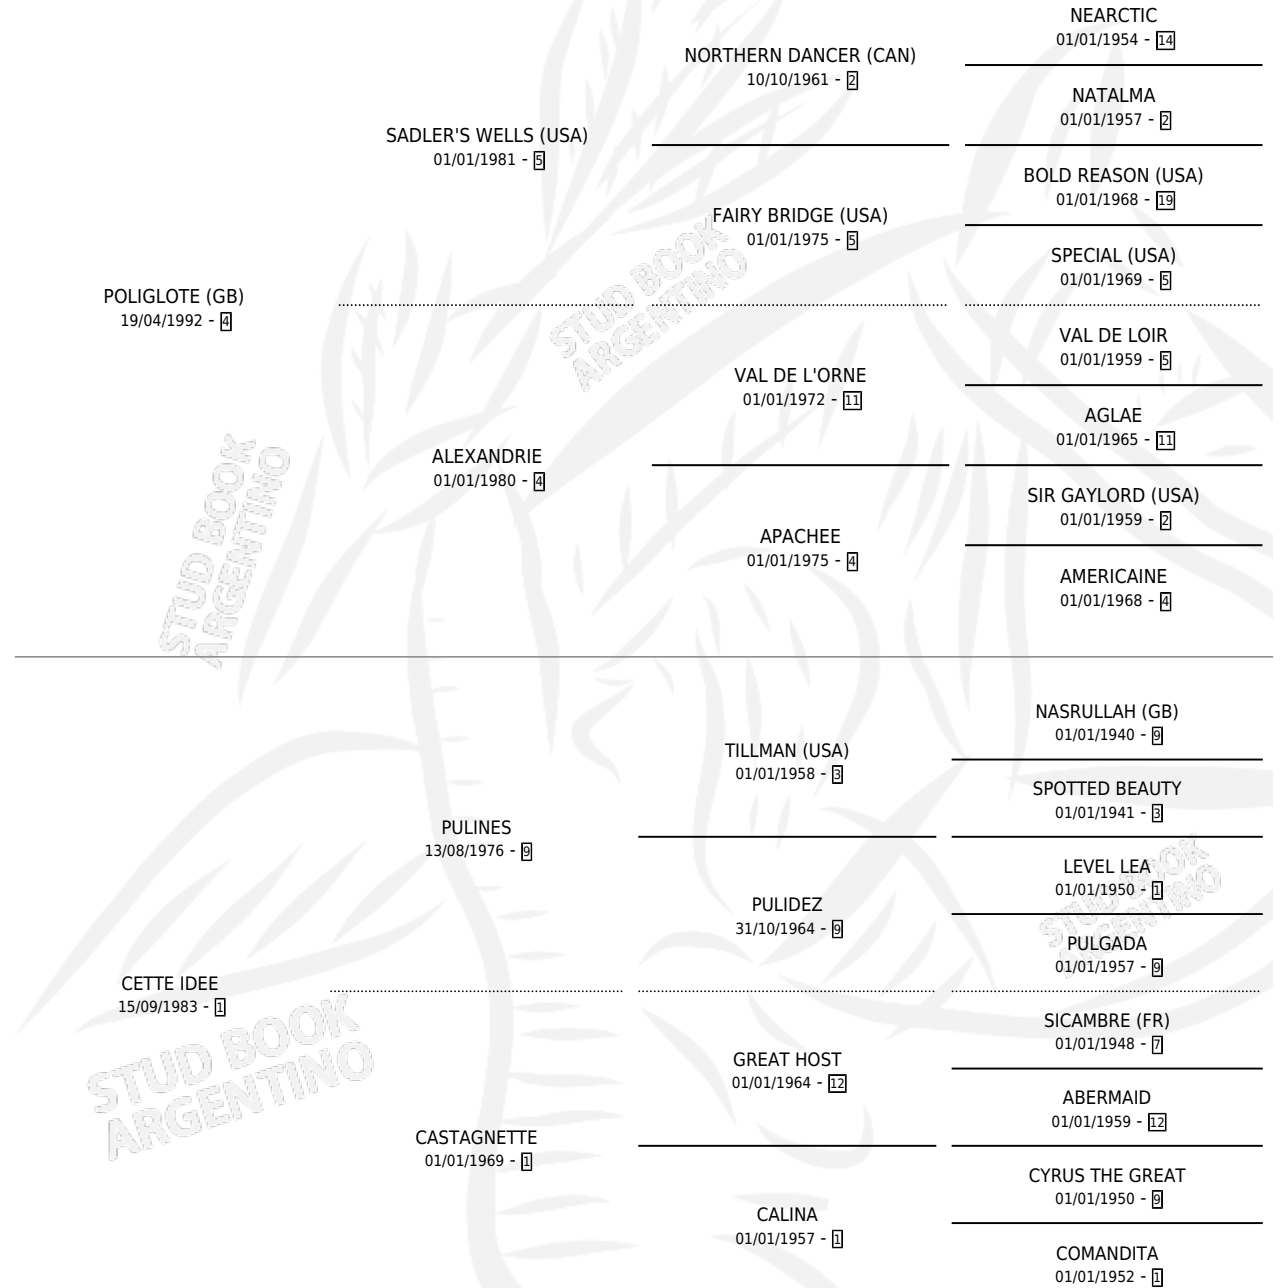 NEARCTIC
01/01/1954 - 14
NORTHERN DANCER (CAN)
10/10/1961 - 2
NATALMA
01/01/1957 - 2
SADLER'S WELLS (USA)
01/01/1981 - 5
BOLD REASON (USA)
01/01/1968 - 19
FAIRY BRIDGE (USA)
01/01/1975 - 5
SPECIAL (USA)
01/01/1969 - 5
STUD BOOK
ARGENTINO
POLIGLOTE (GB)
19/04/1992 - 4
VAL DE LOIR
01/01/1959 - 5
VAL DE L'ORNE
01/01/1972 - 11
AGLAE
01/01/1965 - 11
ALEXANDRIE
01/01/1980 - 4
SIR GAYLORD (USA)
01/01/1959 - 2
APACHEE
01/01/1975 - 4
AMERICAINE
01/01/1968 - 4
STUD BOOK
ARGENTINO
NASRULLAH (GB)
01/01/1940 - 9
TILLMAN (USA)
01/01/1958 - 3
SPOTTED BEAUTY
01/01/1941 - 3
PULINES
13/08/1976 - 9
LEVEL LEA
01/01/1950 - 1
PULIDEZ
31/10/1964 - 9
PULGADA
01/01/1957 - 9
STUD BOOK
ARGENTINO
CETTE IDEE
15/09/1983 - 1
SICAMBRE (FR)
01/01/1948 - 7
GREAT HOST
01/01/1964 - 12
ABERMAID
01/01/1959 - 12
STUD BOOK
ARGENTINO
CASTAGNETTE
01/01/1969 - 1
CYRUS THE GREAT
01/01/1950 - 9
CALINA
01/01/1957 - 1
COMANDITA
01/01/1952 - 1